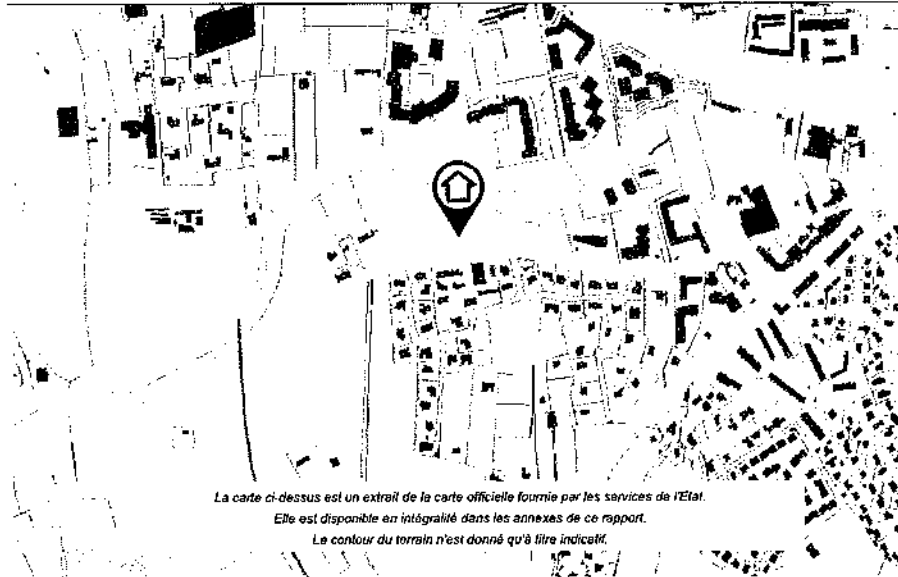 La carte ci-dessus est un extrait de la carte officielle fournie par les services de l'Etat.
Elle est disponible en intégralité dans les annexes de ce rapport.
Le contour du terrain n'est donné qu'à titre indicatif.